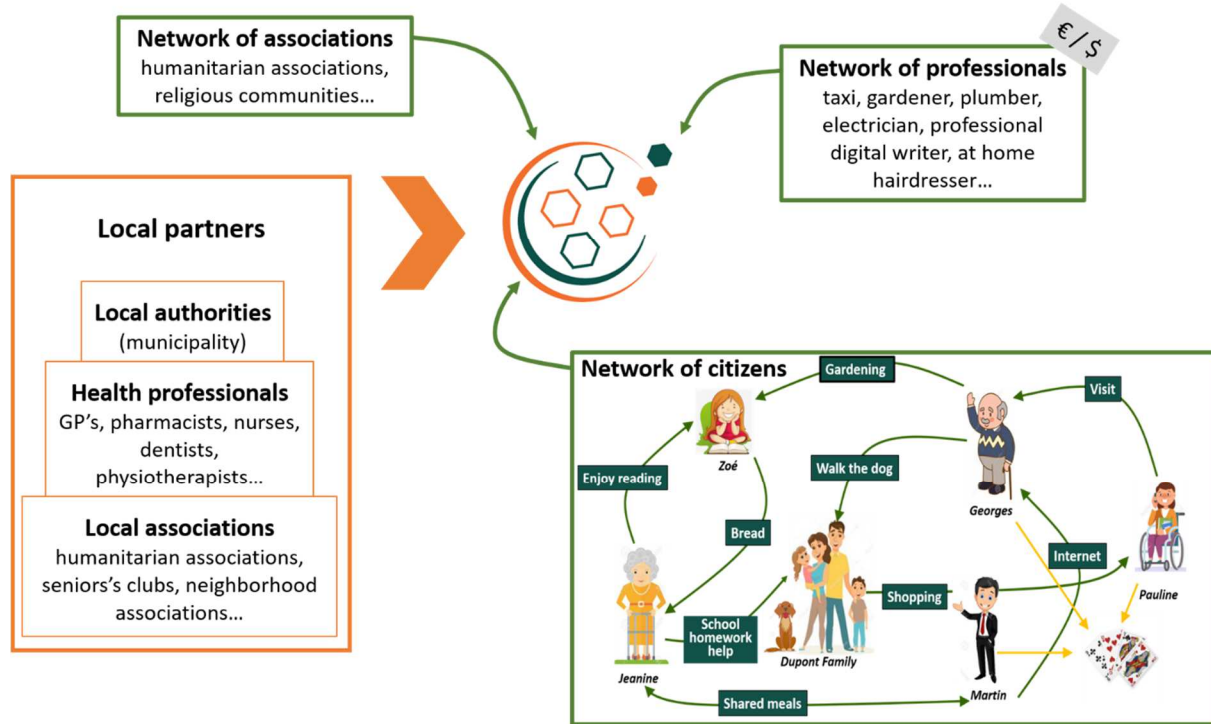 Network of associations
humanitarian associations,
religious communities…
€ / $
Network of professionals
taxi, gardener, plumber,
electrician, professional
digital writer, at home
hairdresser…
Local partners
Local authorities
(municipality)
Health professionals
GP's, pharmacists, nurses,
dentists,
physiotherapists…
Local associations
humanitarian associations,
seniors's clubs, neighborhood
associations…
Network of citizens
Gardening
Visit
Zoé
Enjoy reading
Walk the dog
Georges
Bread
Internet
Shopping
Pauline
School
homework
help
Jeanine
Dupont Family
Martin
Shared meals